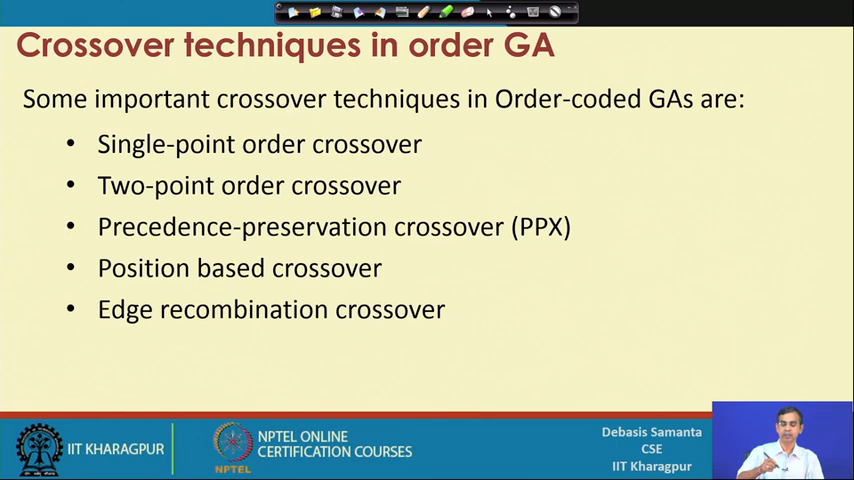 Crossover techniques in order GA
Some important crossover techniques in Order-coded GAs are:
• Single-point order crossover
• Two-point order crossover
• Precedence-preservation crossover (PPX)
• Position based crossover
• Edge recombination crossover
IIT KHARAGPUR
NPTEL
NPTEL ONLINE
CERTIFICATION COURSES
Debasis Samanta
CSE
IIT Kharagpur